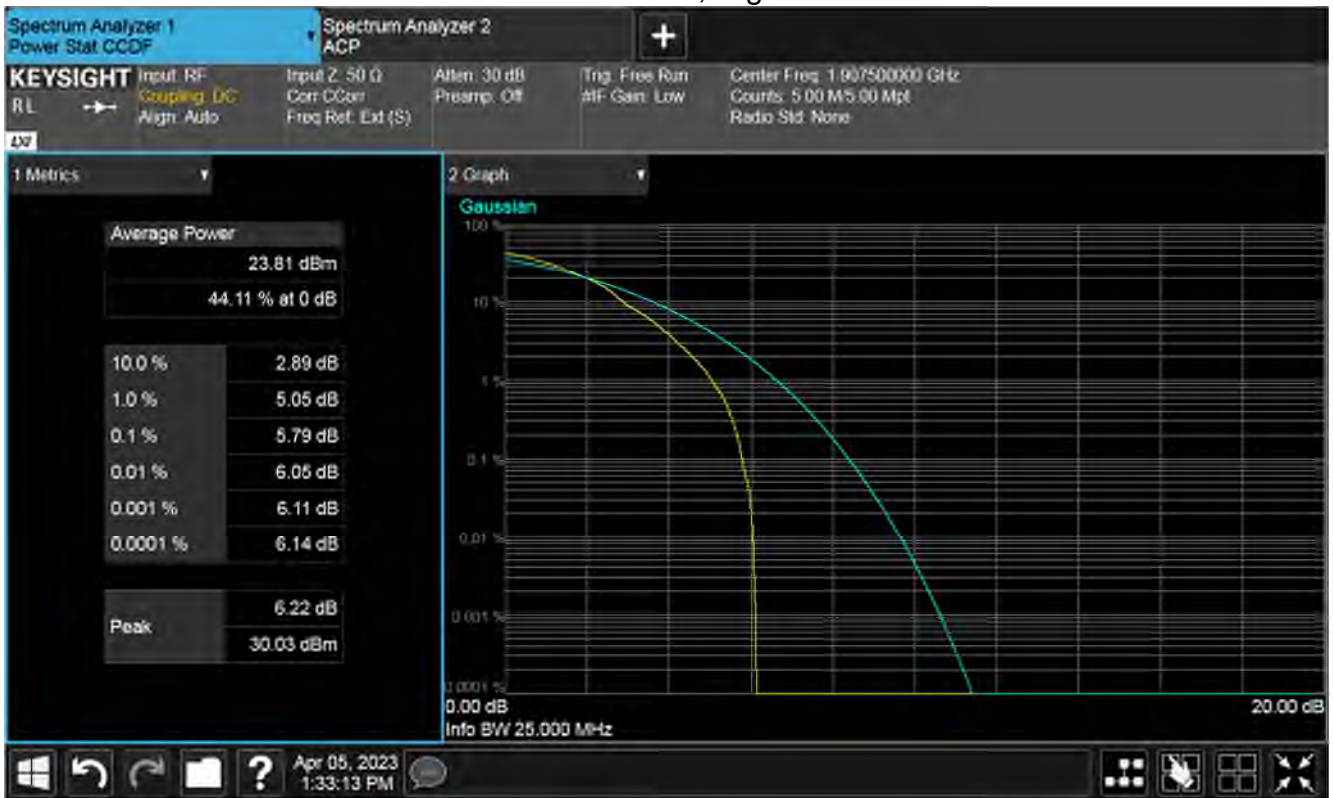 Spectrum Analyzer 1
Power Stat CCDF
Spectrum Analyzer 2
ACP
KEYSIGHT
RL
Input: RF
Coupling: DC
Align: Auto
Input Z: 50 Ω
Corr CCorr
Freq Ref: Ext (S)
Atten: 30 dB
Preamp: Off
Trig: Free Run
#IF Gain: Low
Center Freq: 1.907500000 GHz
Counts: 5.00 M/5.00 Mpt
Radio Std: None
1 Metrics
Average Power
23.81 dBm
44.11 % at 0 dB
10.0 % 2.89 dB
1.0 % 5.05 dB
0.1 % 5.79 dB
0.01 % 6.05 dB
0.001 % 6.11 dB
0.0001 % 6.14 dB
Peak
6.22 dB
30.03 dBm
2 Graph
Gaussian
100 %
10 %
1 %
0.1 %
0.01 %
0.001 %
0.0001 %
0.00 dB
20.00 dB
Info BW 25.000 MHz
?
Apr 05, 2023
1:33:13 PM